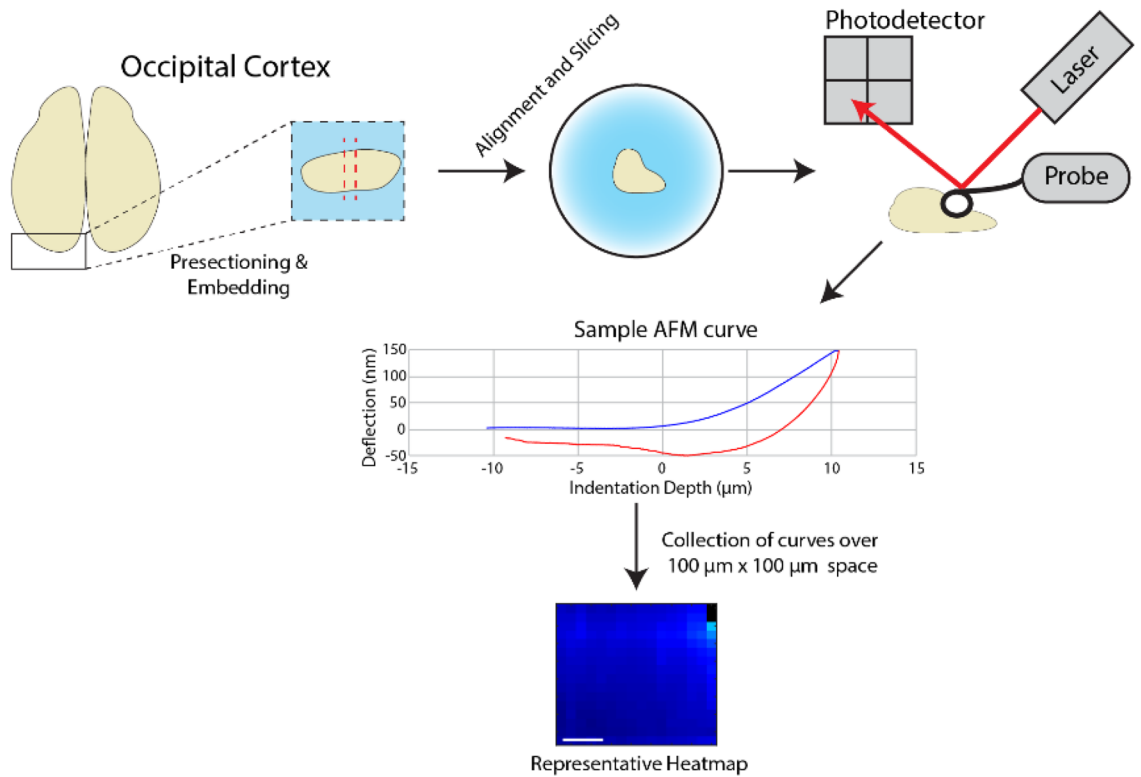 Occipital Cortex
Presectioning &
Embedding
Alignment and Slicing
Photodetector
Laser
Probe
Sample AFM curve
Deflection (nm)
150
100
50
0
-50
-15
-10
-5
0
5
10
15
Indentation Depth (μm)
Collection of curves over
100 μm x 100 μm space
Representative Heatmap